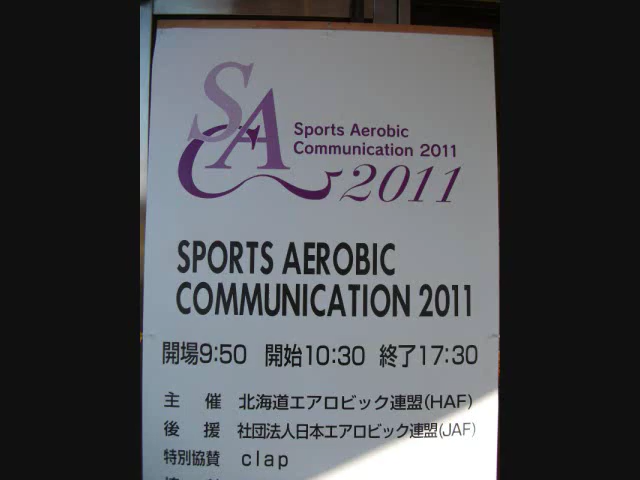 SA
Sports Aerobic
Communication 2011
2011
SPORTS AEROBIC
COMMUNICATION 2011
開場9:50 開始10:30 終了17:30
主 催 北海道エアロビック連盟(HAF)
後 援 社団法人日本エアロビック連盟(JAF)
特別協賛 clap